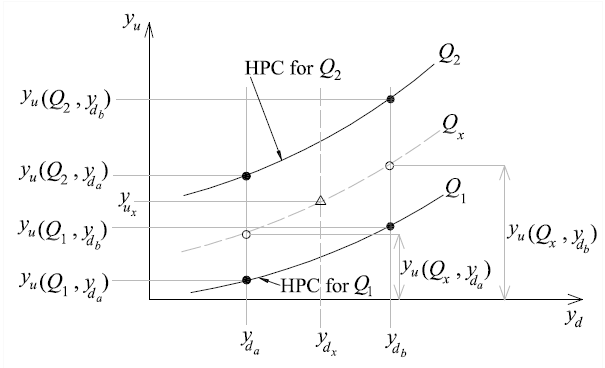 y_u
Q_2
HPC for Q_2
y_u(Q_2, y_{d_b})
Q_x
y_u(Q_2, y_{d_a})
Q_1
y_{u_x}
y_u(Q_1, y_{d_b})
y_u(Q_x, y_{d_b})
y_u(Q_x, y_{d_a})
y_u(Q_1, y_{d_a})
HPC for Q_1
y_d
y_{d_a}
y_{d_x}
y_{d_b}